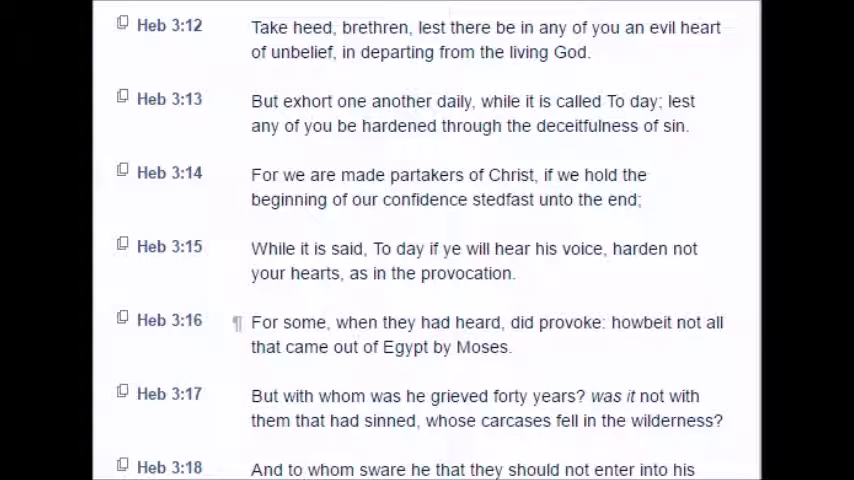 Heb 3:12 Take heed, brethren, lest there be in any of you an evil heart
of unbelief, in departing from the living God.
Heb 3:13 But exhort one another daily, while it is called To day; lest
any of you be hardened through the deceitfulness of sin.
Heb 3:14 For we are made partakers of Christ, if we hold the
beginning of our confidence stedfast unto the end;
Heb 3:15 While it is said, To day if ye will hear his voice, harden not
your hearts, as in the provocation.
Heb 3:16 ¶ For some, when they had heard, did provoke: howbeit not all
that came out of Egypt by Moses.
Heb 3:17 But with whom was he grieved forty years? was it not with
them that had sinned, whose carcases fell in the wilderness?
Heb 3:18 And to whom sware he that they should not enter into his